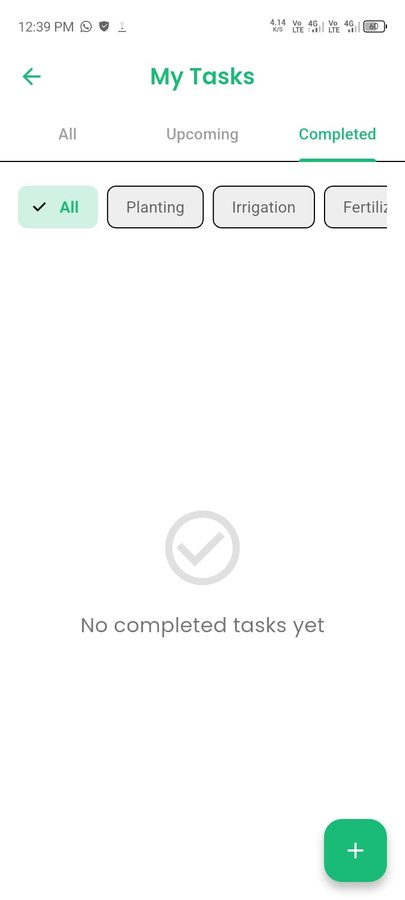 12:39 PM 4.14 K/S Vo LTE 4G Vo LTE 4G 60
My Tasks
All Upcoming Completed
All Planting Irrigation Fertiliz
No completed tasks yet